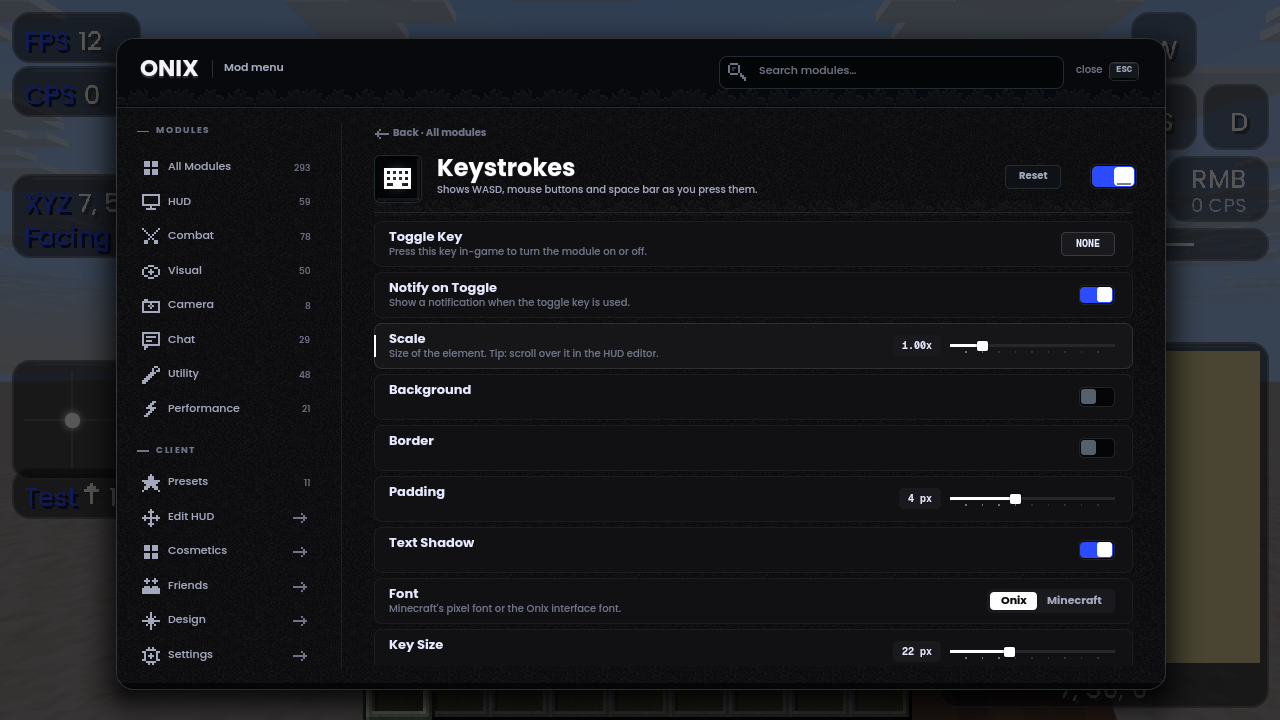 FPS 12
CPS 0
XYZ 7, 5
Facing
Test
W
S
D
RMB
0 CPS
ONIX
Mod menu
Search modules...
close
ESC
MODULES
All Modules 293
HUD 59
Combat 78
Visual 50
Camera 8
Chat 29
Utility 48
Performance 21
CLIENT
Presets 11
Edit HUD
Cosmetics
Friends
Design
Settings
Back · All modules
Keystrokes
Shows WASD, mouse buttons and space bar as you press them.
Reset
Toggle Key
Press this key in-game to turn the module on or off.
NONE
Notify on Toggle
Show a notification when the toggle key is used.
Scale
Size of the element. Tip: scroll over it in the HUD editor.
1.00x
Background
Border
Padding
4 px
Text Shadow
Font
Minecraft's pixel font or the Onix interface font.
Onix Minecraft
Key Size
22 px